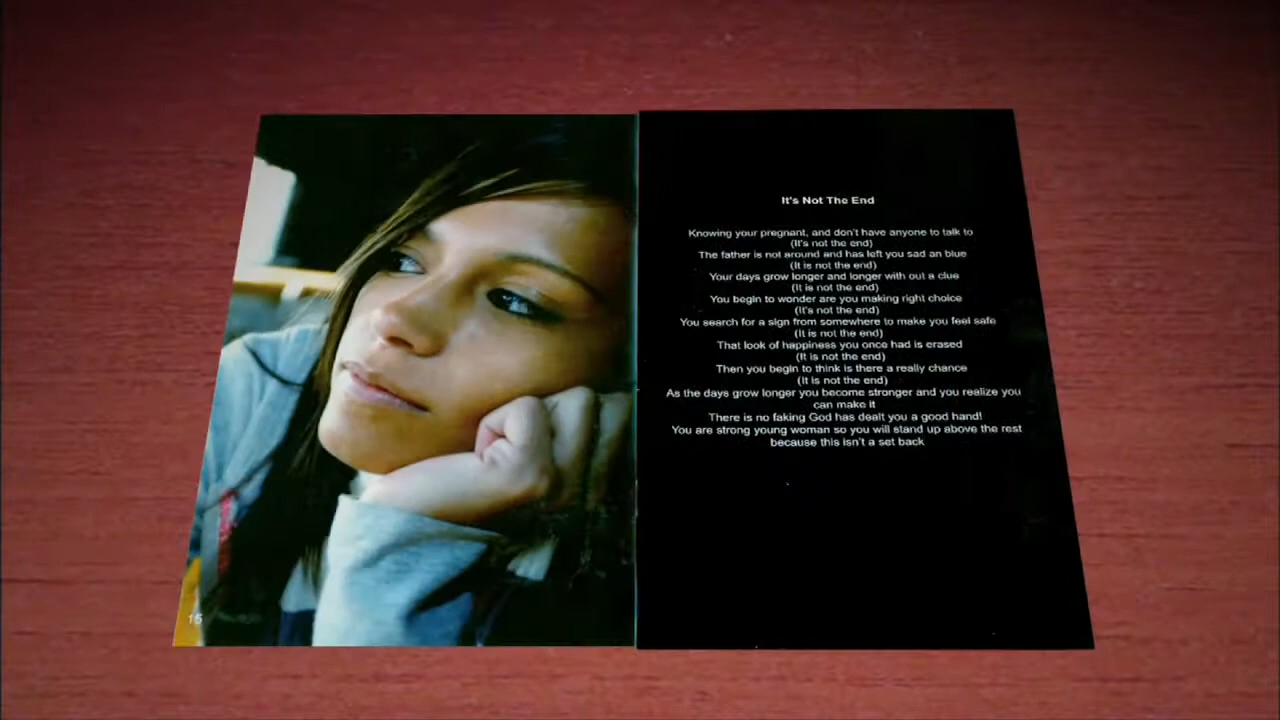 It's Not The End
Knowing your pregnant, and don't have anyone to talk to
(It's not the end)
The father is not around and has left you sad an blue
(It is not the end)
Your days grow longer and longer with out a clue
(It is not the end)
You begin to wonder are you making right choice
(It's not the end)
You search for a sign from somewhere to make you feel safe
(It is not the end)
That look of happiness you once had is erased
(It is not the end)
Then you begin to think is there a really chance
(It is not the end)
As the days grow longer you become stronger and you realize you
can make it
There is no faking God has dealt you a good hand!
You are strong young woman so you will stand up above the rest
because this isn't a set back
15